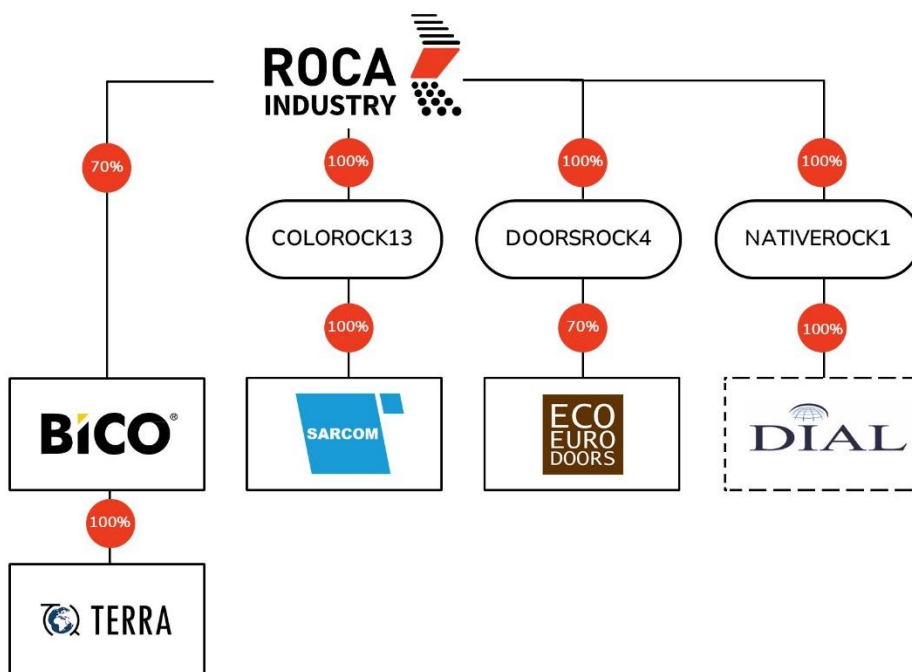 ROCA
INDUSTRY
70%
100%
100%
100%
COLOROCK13
DOORSROCK4
NATIVEROCK1
100%
70%
100%
BICO®
SARCOM
ECO
EURO
DOORS
DIAL
100%
TERRA